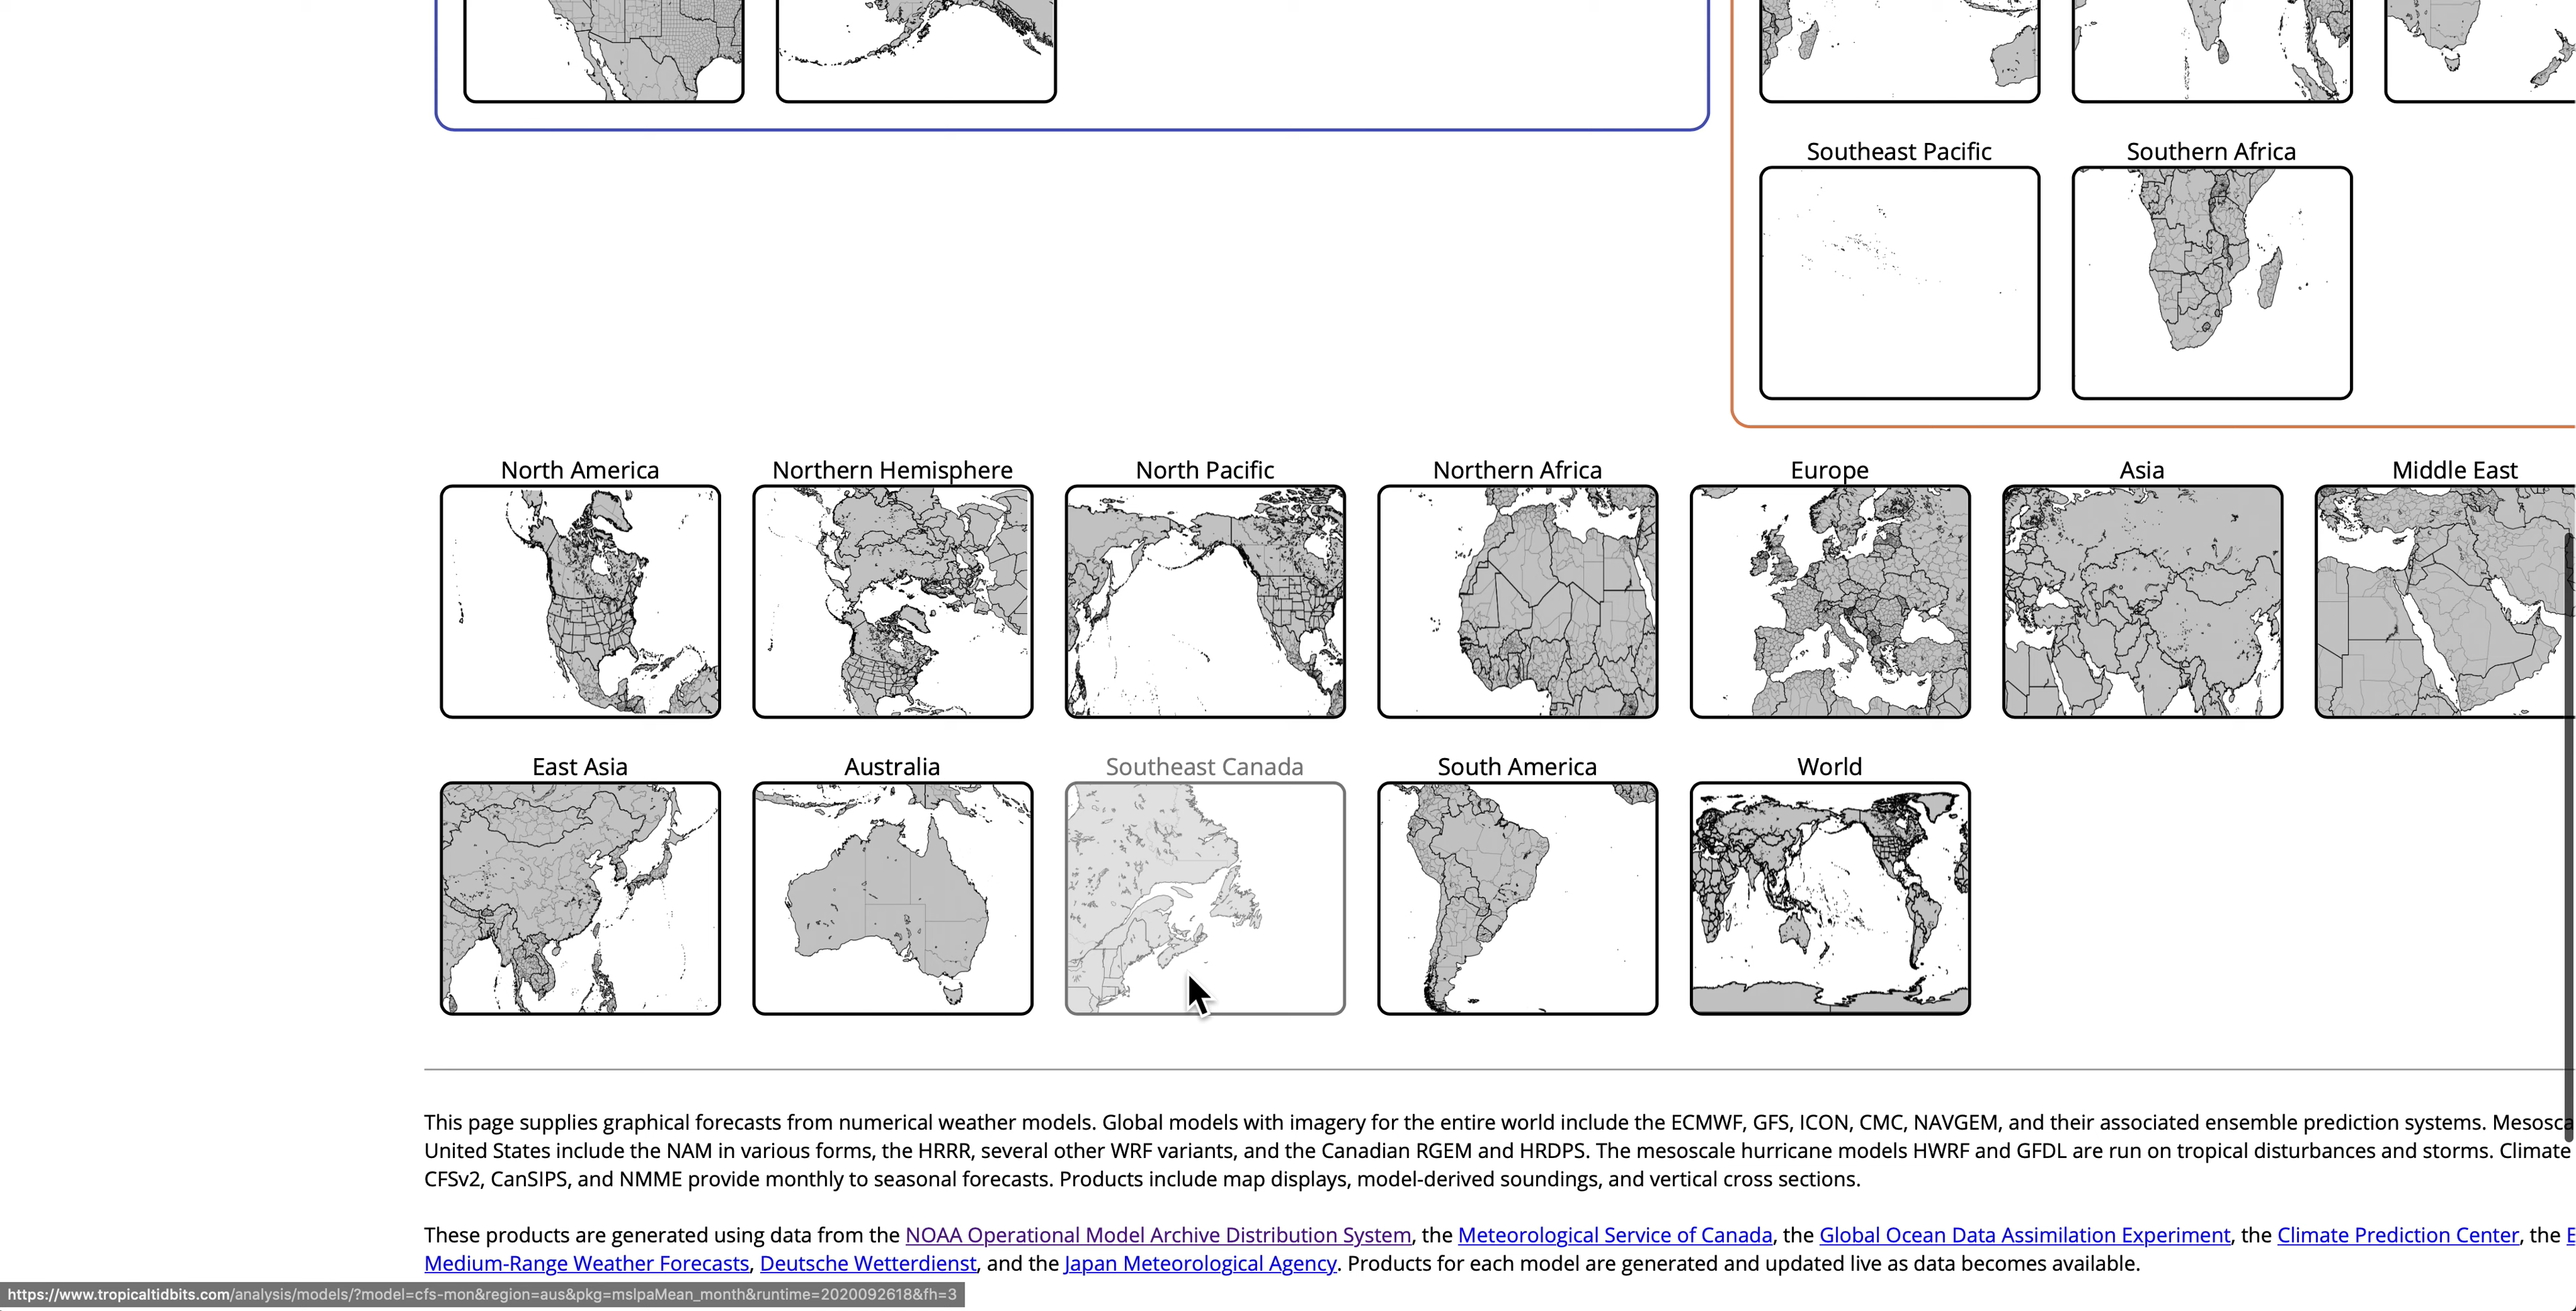 Southeast Pacific
Southern Africa
North America
Northern Hemisphere
North Pacific
Northern Africa
Europe
Asia
Middle East
East Asia
Australia
Southeast Canada
South America
World
This page supplies graphical forecasts from numerical weather models. Global models with imagery for the entire world include the ECMWF, GFS, ICON, CMC, NAVGEM, and their associated ensemble prediction systems. Mesosca
United States include the NAM in various forms, the HRRR, several other WRF variants, and the Canadian RGEM and HRDPS. The mesoscale hurricane models HWRF and GFDL are run on tropical disturbances and storms. Climate
CFSv2, CanSIPS, and NMME provide monthly to seasonal forecasts. Products include map displays, model-derived soundings, and vertical cross sections.
These products are generated using data from the NOAA Operational Model Archive Distribution System, the Meteorological Service of Canada, the Global Ocean Data Assimilation Experiment, the Climate Prediction Center, the E
Medium-Range Weather Forecasts, Deutsche Wetterdienst, and the Japan Meteorological Agency. Products for each model are generated and updated live as data becomes available.
https://www.tropicaltidbits.com/analysis/models/?model=cfs-mon&region=aus&pkg=mslpaMean_month&runtime=2020092618&fh=3